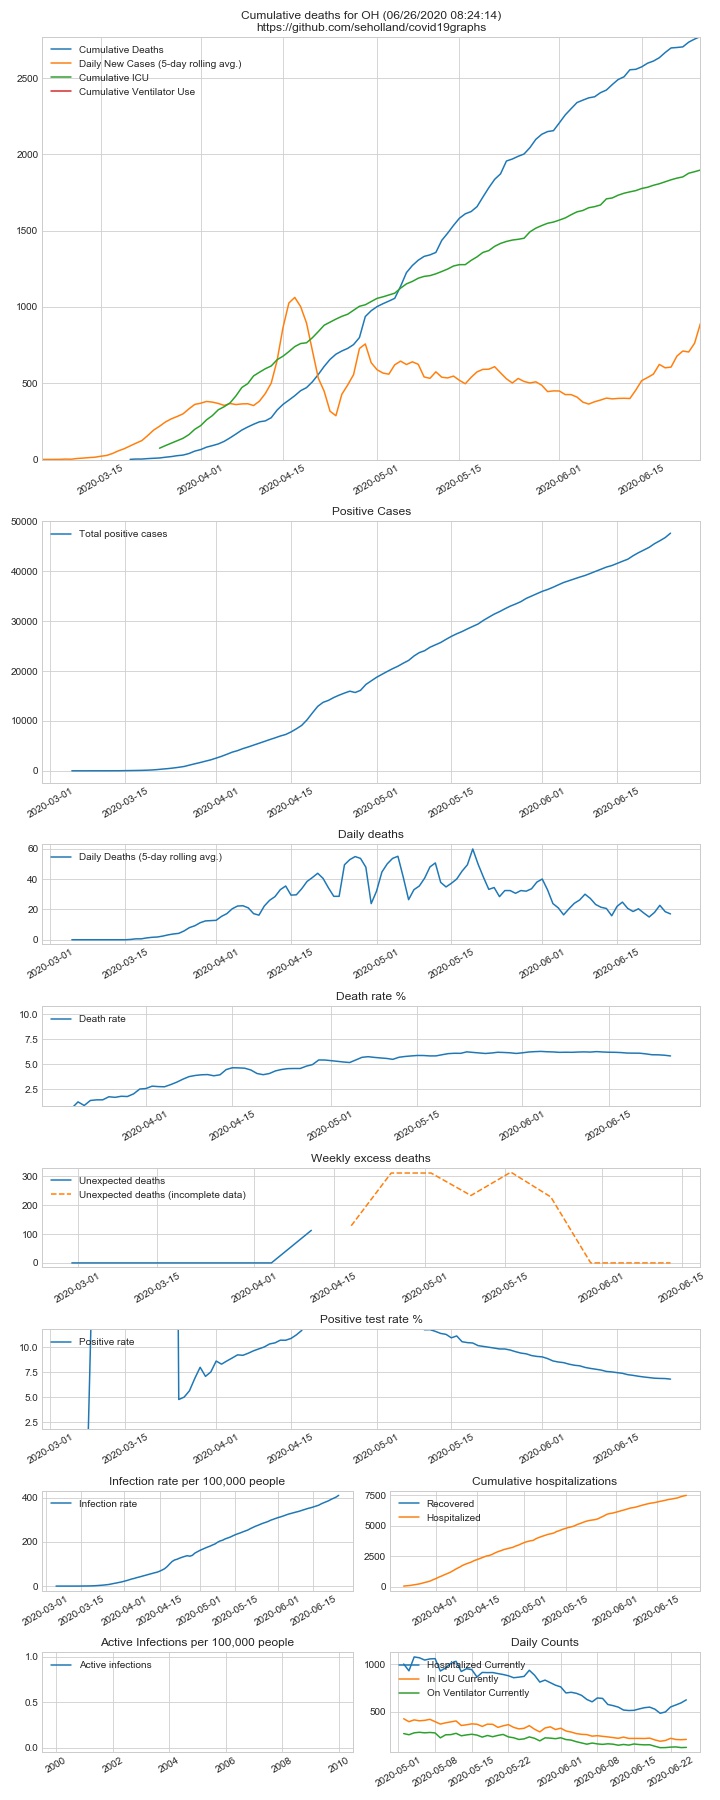 Cumulative deaths for OH (06/26/2020 08:24:14)
https://github.com/seholland/covid19graphs
Cumulative Deaths
Daily New Cases (5-day rolling avg.)
Cumulative ICU
Cumulative Ventilator Use
2500
2000
1500
1000
500
0
2020-03-15 2020-04-01 2020-04-15 2020-05-01 2020-05-15 2020-06-01 2020-06-15
Positive Cases
Total positive cases
50000
40000
30000
20000
10000
0
2020-03-01 2020-03-15 2020-04-01 2020-04-15 2020-05-01 2020-05-15 2020-06-01 2020-06-15
Daily deaths
Daily Deaths (5-day rolling avg.)
60
40
20
0
2020-03-01 2020-03-15 2020-04-01 2020-04-15 2020-05-01 2020-05-15 2020-06-01 2020-06-15
Death rate %
Death rate
10.0
7.5
5.0
2.5
2020-04-01 2020-04-15 2020-05-01 2020-05-15 2020-06-01 2020-06-15
Weekly excess deaths
Unexpected deaths
Unexpected deaths (incomplete data)
300
200
100
0
2020-03-01 2020-03-15 2020-04-01 2020-04-15 2020-05-01 2020-05-15 2020-06-01 2020-06-15
Positive test rate %
Positive rate
10.0
7.5
5.0
2.5
2020-03-01 2020-03-15 2020-04-01 2020-04-15 2020-05-01 2020-05-15 2020-06-01 2020-06-15
Infection rate per 100,000 people
Infection rate
400
200
0
2020-03-01 2020-03-15 2020-04-01 2020-04-15 2020-05-01 2020-05-15 2020-06-01 2020-06-15
Cumulative hospitalizations
Recovered
Hospitalized
7500
5000
2500
0
2020-04-01 2020-04-15 2020-05-01 2020-05-15 2020-06-01 2020-06-15
Active Infections per 100,000 people
Active infections
1.0
0.5
0.0
2000 2002 2004 2006 2008 2010
Daily Counts
Hospitalized Currently
In ICU Currently
On Ventilator Currently
1000
500
2020-05-01 2020-05-08 2020-05-15 2020-05-22 2020-06-01 2020-06-08 2020-06-15 2020-06-22